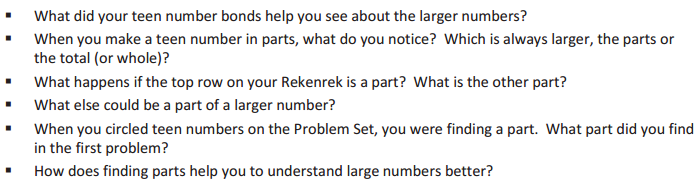 ▪ What did your teen number bonds help you see about the larger numbers?
▪ When you make a teen number in parts, what do you notice?  Which is always larger, the parts or
the total (or whole)?
▪ What happens if the top row on your Rekenrek is a part?  What is the other part?
▪ What else could be a part of a larger number?
▪ When you circled teen numbers on the Problem Set, you were finding a part.  What part did you find
in the first problem?
▪ How does finding parts help you to understand large numbers better?